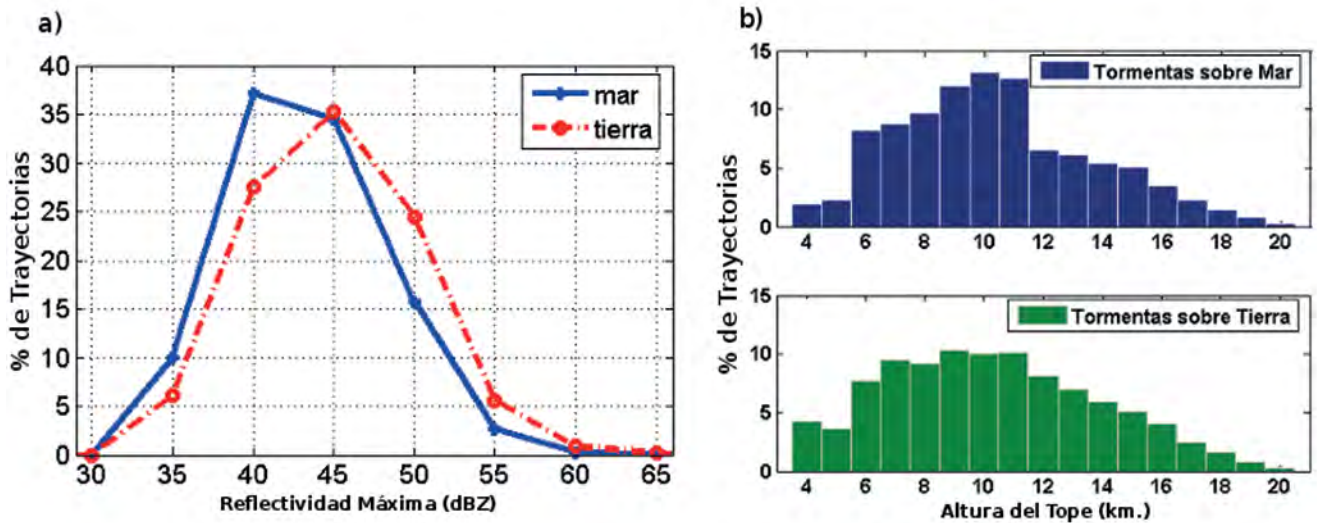 a)
% de Trayectorias
40
35
30
25
20
15
10
5
0
mar
tierra
30 35 40 45 50 55 60 65
Reflectividad Máxima (dBZ)
b)
% de Trayectorias
15
10
5
0
Tormentas sobre Mar
4 6 8 10 12 14 16 18 20
% de Trayectorias
15
10
5
0
Tormentas sobre Tierra
4 6 8 10 12 14 16 18 20
Altura del Tope (km.)